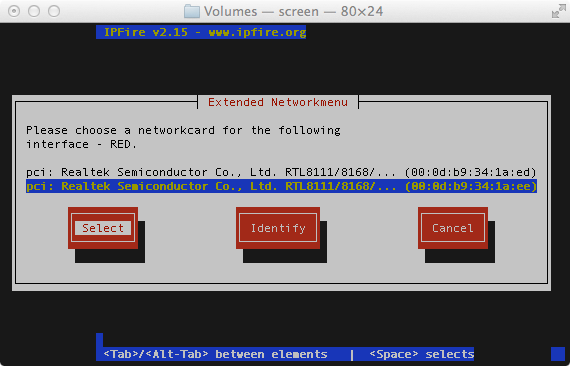 Volumes — screen — 80×24
IPFire v2.15 - www.ipfire.org
Extended Networkmenu
Please choose a networkcard for the following
interface - RED.
pci: Realtek Semiconductor Co., Ltd. RTL8111/8168/... (00:0d:b9:34:1a:ed)
pci: Realtek Semiconductor Co., Ltd. RTL8111/8168/... (00:0d:b9:34:1a:ee)
Select Identify Cancel
<Tab>/<Alt-Tab> between elements | <Space> selects